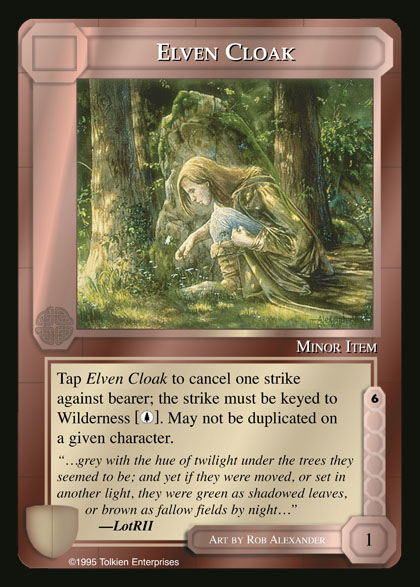 ELVEN CLOAK
MINOR ITEM
Tap Elven Cloak to cancel one strike
against bearer; the strike must be keyed to
Wilderness []. May not be duplicated on
a given character.
6
“…grey with the hue of twilight under the trees they
seemed to be; and yet if they were moved, or set in
another light, they were green as shadowed leaves,
or brown as fallow fields by night…”
—LotRII
ART BY ROB ALEXANDER
1
©1995 Tolkien Enterprises